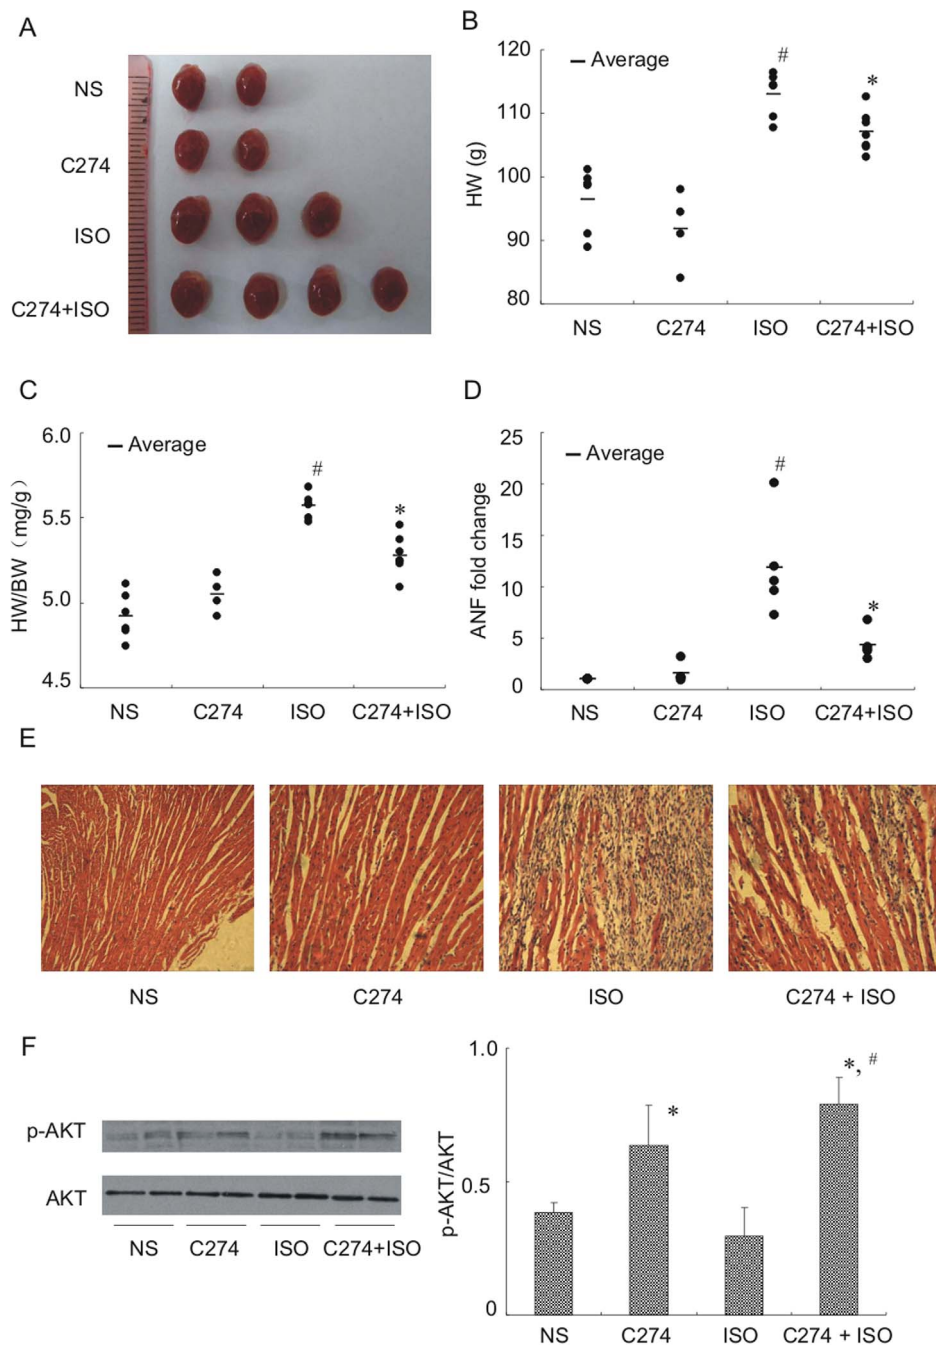 A
NS
C274
ISO
C274+ISO
B
HW (g)
120
110
100
90
80
— Average
#
*
NS C274 ISO C274+ISO
C
HW/BW（mg/g）
6.0
5.5
5.0
4.5
— Average
#
*
NS C274 ISO C274+ISO
D
ANF fold change
25
20
15
10
5
0
— Average
#
*
NS C274 ISO C274+ISO
E
NS C274 ISO C274 + ISO
F
p-AKT
AKT
NS C274 ISO C274+ISO
p-AKT/AKT
1.0
0.5
0
*
*, #
NS C274 ISO C274 + ISO